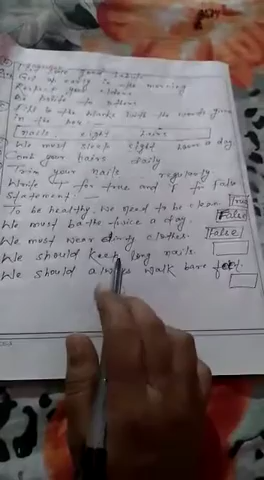 Get up early in the morning
Respect your elders
Be polite to others
Fill in the blanks with the words given
in the box
nails. eight hairs
We must sleep eight hours a day
Comb your hairs daily
Trim your nails regularly
Write T for true and F for false
statement
To be healthy, we need to be clean True
We must bathe twice a day. False
We must wear dirty clothes. False
We should keep long nails
We should always walk bare feet.